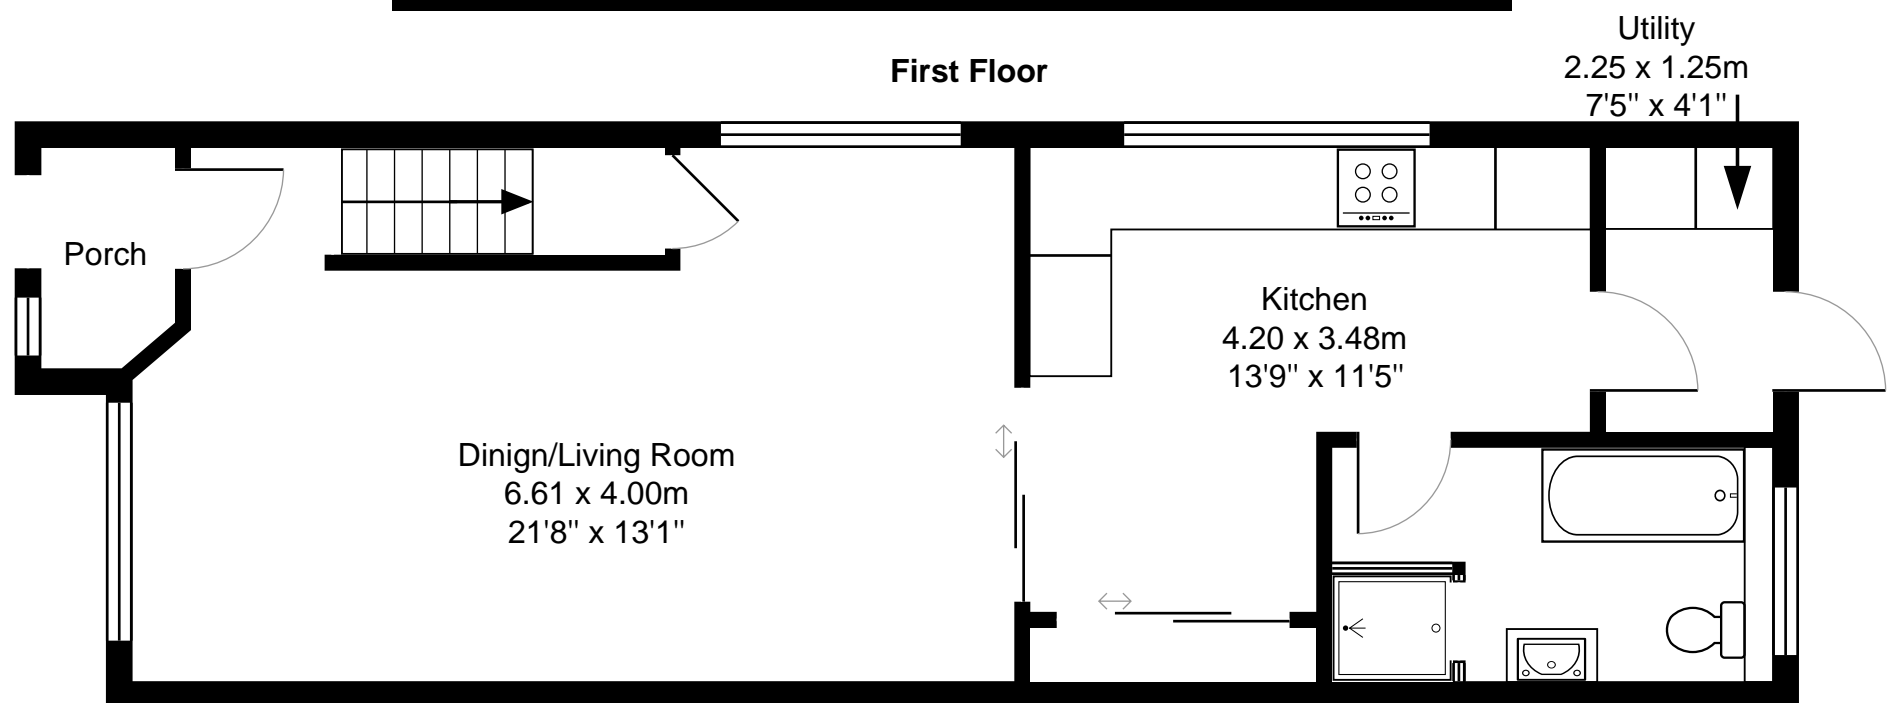 First Floor
Utility
2.25 x 1.25m
7'5" x 4'1"
Porch
Kitchen
4.20 x 3.48m
13'9" x 11'5"
Dinign/Living Room
6.61 x 4.00m
21'8" x 13'1"